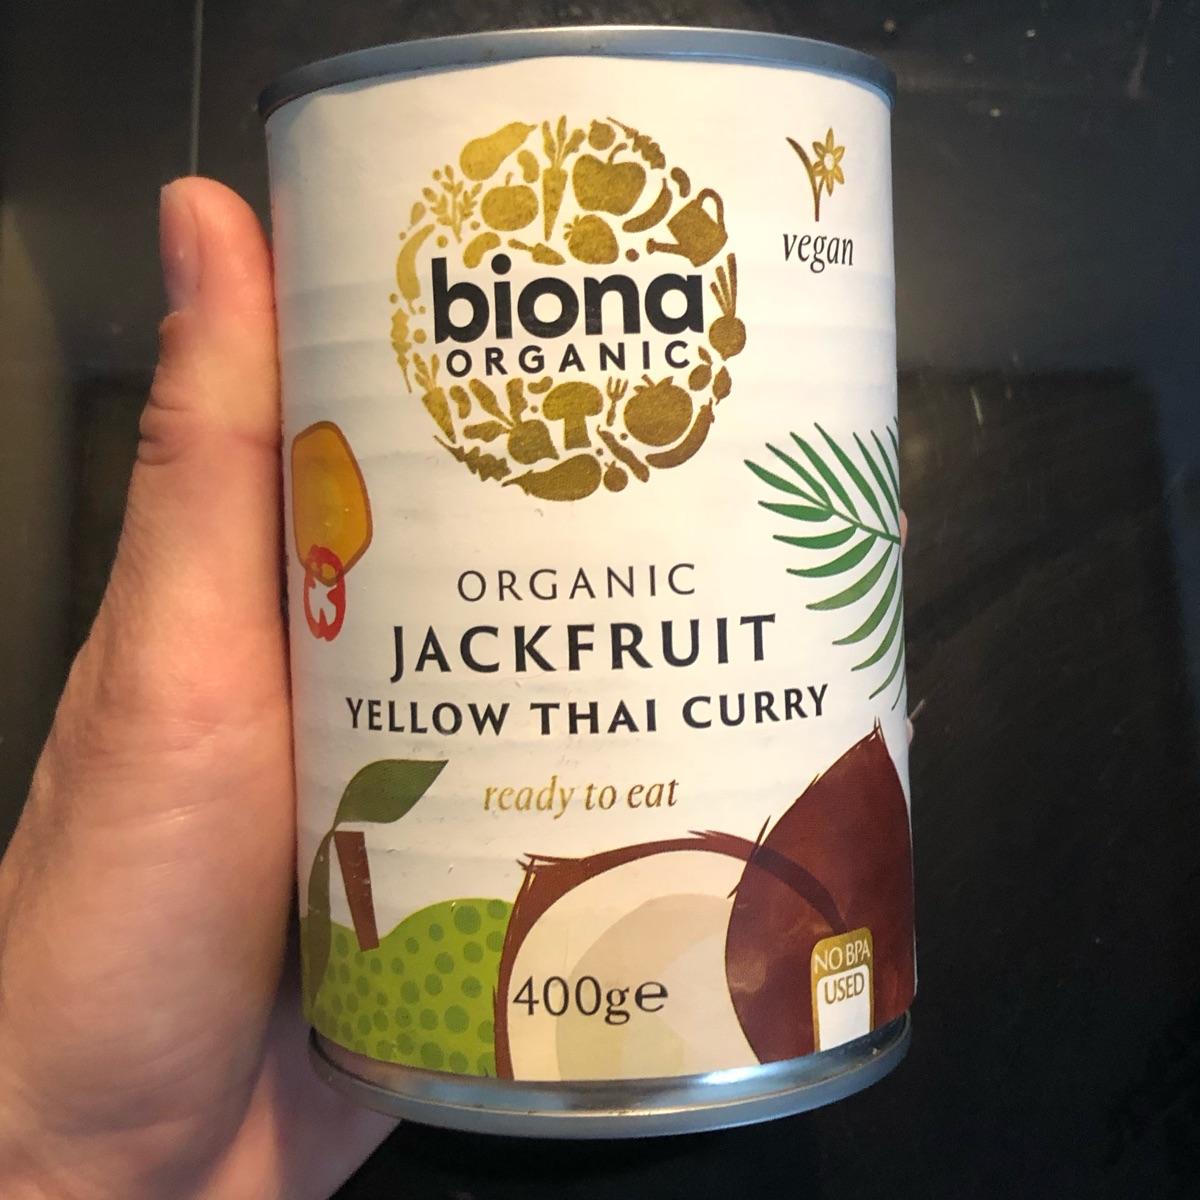 vegan
biona
ORGANIC
ORGANIC
JACKFRUIT
YELLOW THAI CURRY
ready to eat
400g℮
NO BPA
USED